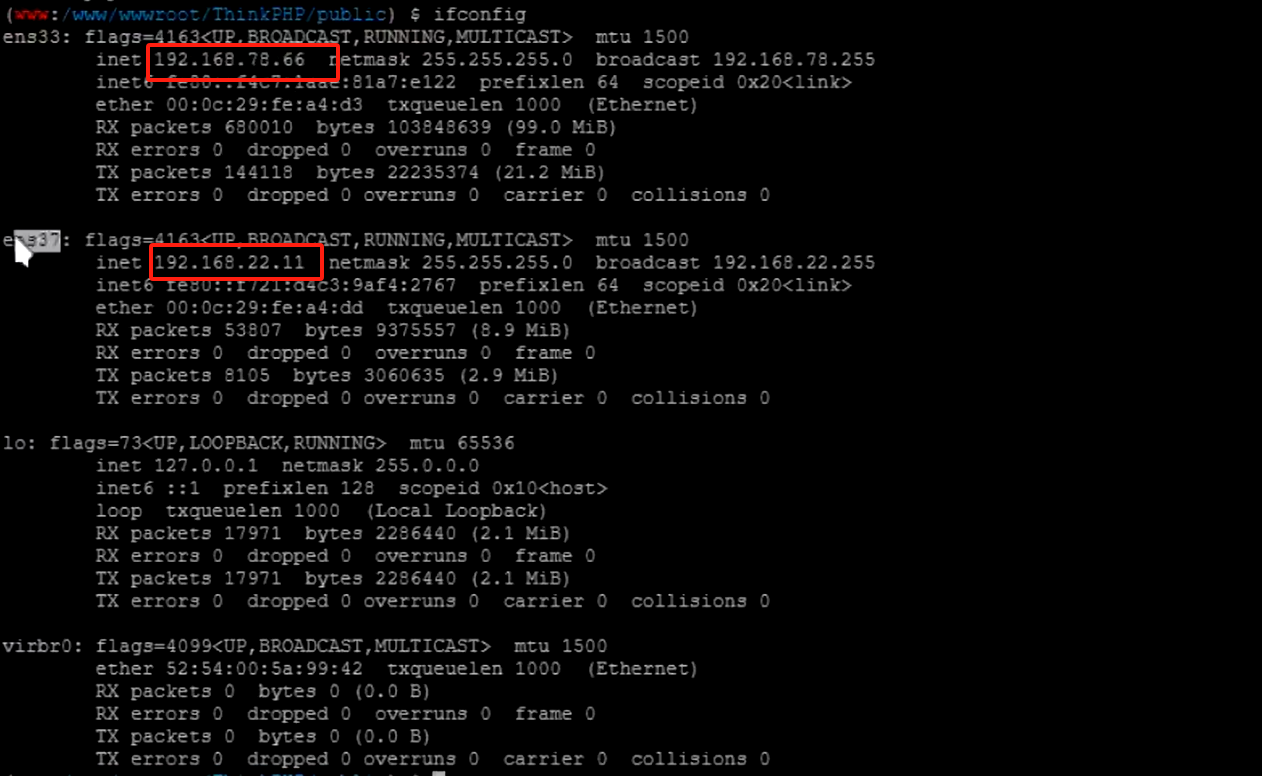 (www:/www/wwwroot/ThinkPHP/public) $ ifconfig
ens33: flags=4163<UP,BROADCAST,RUNNING,MULTICAST>  mtu 1500
inet 192.168.78.66  netmask 255.255.255.0  broadcast 192.168.78.255
inet6 fe80::f4c7:1aae:81a7:e122  prefixlen 64  scopeid 0x20<link>
ether 00:0c:29:fe:a4:d3  txqueuelen 1000  (Ethernet)
RX packets 680010  bytes 103848639 (99.0 MiB)
RX errors 0  dropped 0  overruns 0  frame 0
TX packets 144118  bytes 22235374 (21.2 MiB)
TX errors 0  dropped 0 overruns 0  carrier 0  collisions 0
ens37: flags=4163<UP,BROADCAST,RUNNING,MULTICAST>  mtu 1500
inet 192.168.22.11  netmask 255.255.255.0  broadcast 192.168.22.255
inet6 fe80::f721:d4c3:9af4:2767  prefixlen 64  scopeid 0x20<link>
ether 00:0c:29:fe:a4:dd  txqueuelen 1000  (Ethernet)
RX packets 53807  bytes 9375557 (8.9 MiB)
RX errors 0  dropped 0  overruns 0  frame 0
TX packets 8105  bytes 3060635 (2.9 MiB)
TX errors 0  dropped 0 overruns 0  carrier 0  collisions 0
lo: flags=73<UP,LOOPBACK,RUNNING>  mtu 65536
inet 127.0.0.1  netmask 255.0.0.0
inet6 ::1  prefixlen 128  scopeid 0x10<host>
loop  txqueuelen 1000  (Local Loopback)
RX packets 17971  bytes 2286440 (2.1 MiB)
RX errors 0  dropped 0  overruns 0  frame 0
TX packets 17971  bytes 2286440 (2.1 MiB)
TX errors 0  dropped 0 overruns 0  carrier 0  collisions 0
virbr0: flags=4099<UP,BROADCAST,MULTICAST>  mtu 1500
ether 52:54:00:5a:99:42  txqueuelen 1000  (Ethernet)
RX packets 0  bytes 0 (0.0 B)
RX errors 0  dropped 0  overruns 0  frame 0
TX packets 0  bytes 0 (0.0 B)
TX errors 0  dropped 0 overruns 0  carrier 0  collisions 0